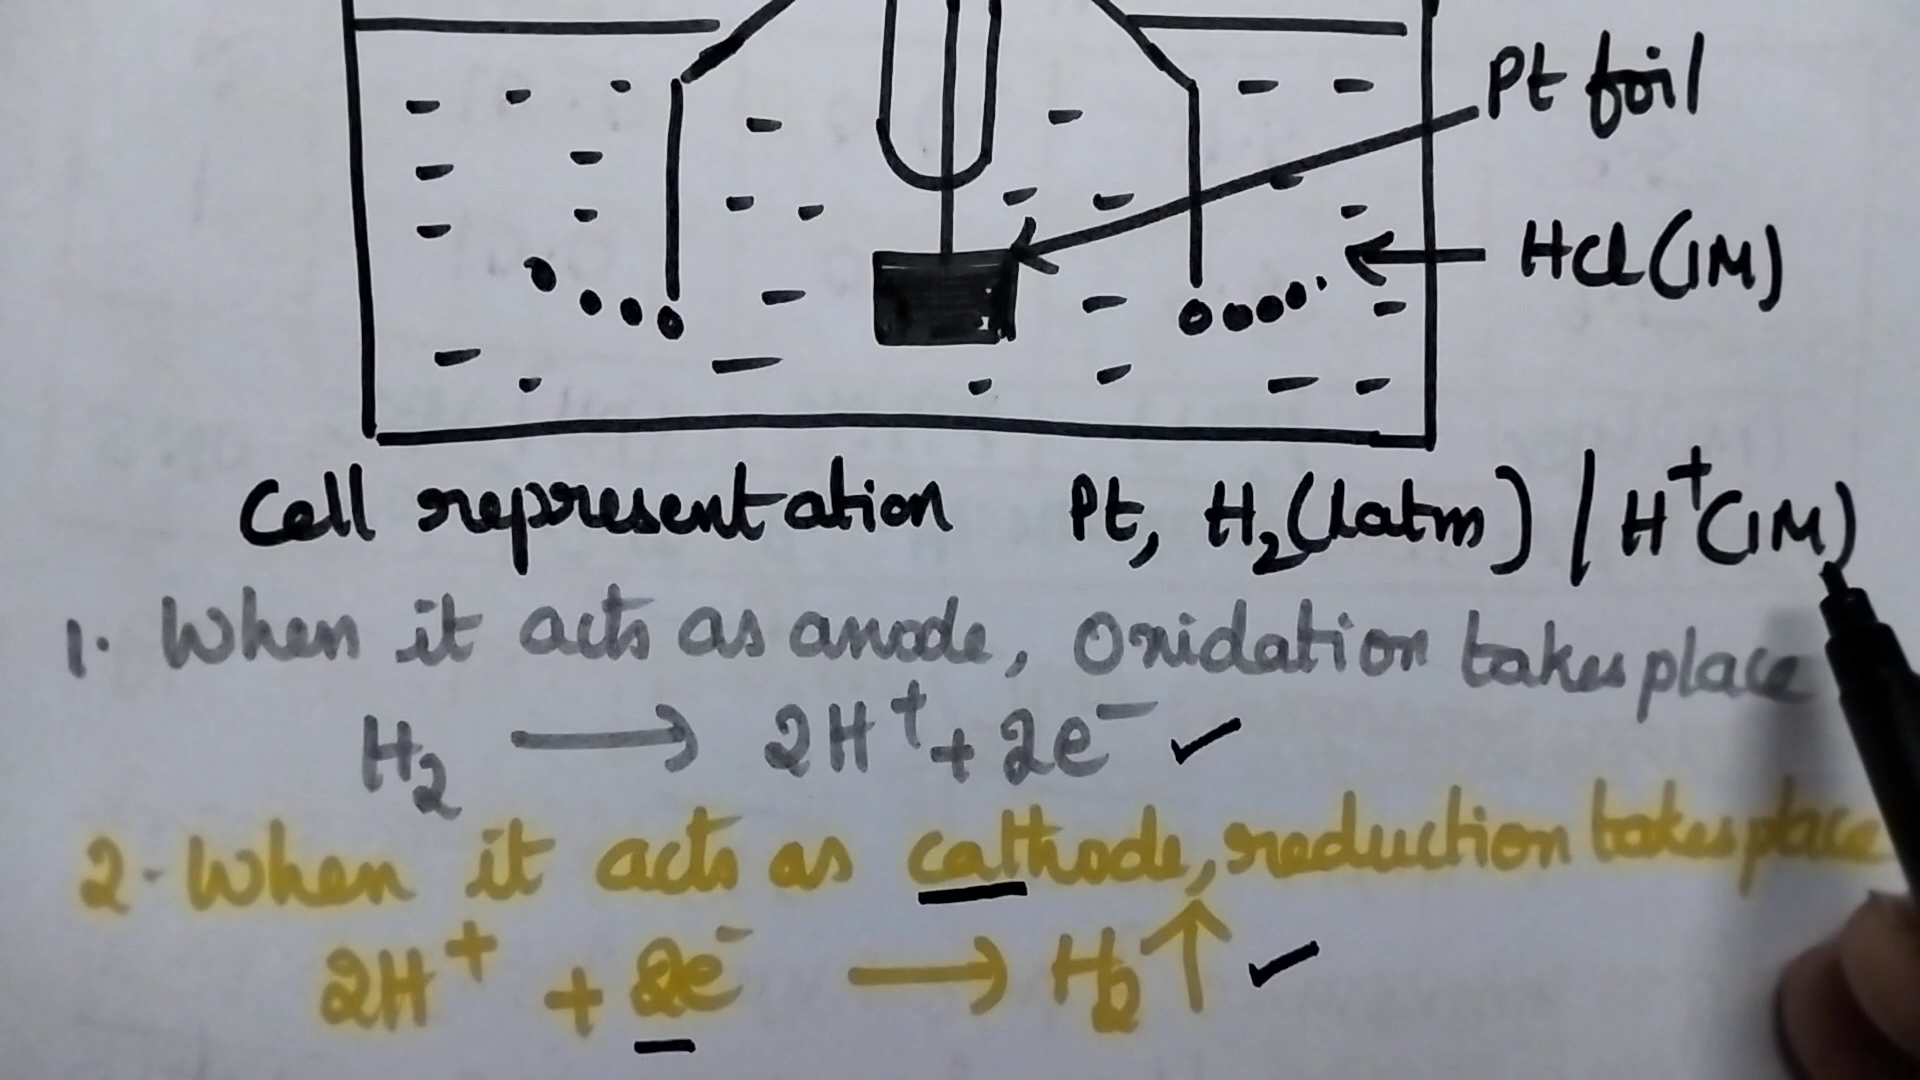 Pt foil
HCl (1M)
Cell representation Pt, H₂(1atm) / H⁺(1M)
1. When it acts as anode, Oxidation takes place
H₂ ⟶ 2H⁺ + 2e⁻ ✓
2. When it acts as cathode, reduction takes place
2H⁺ + 2e⁻ ⟶ H₂↑ ✓